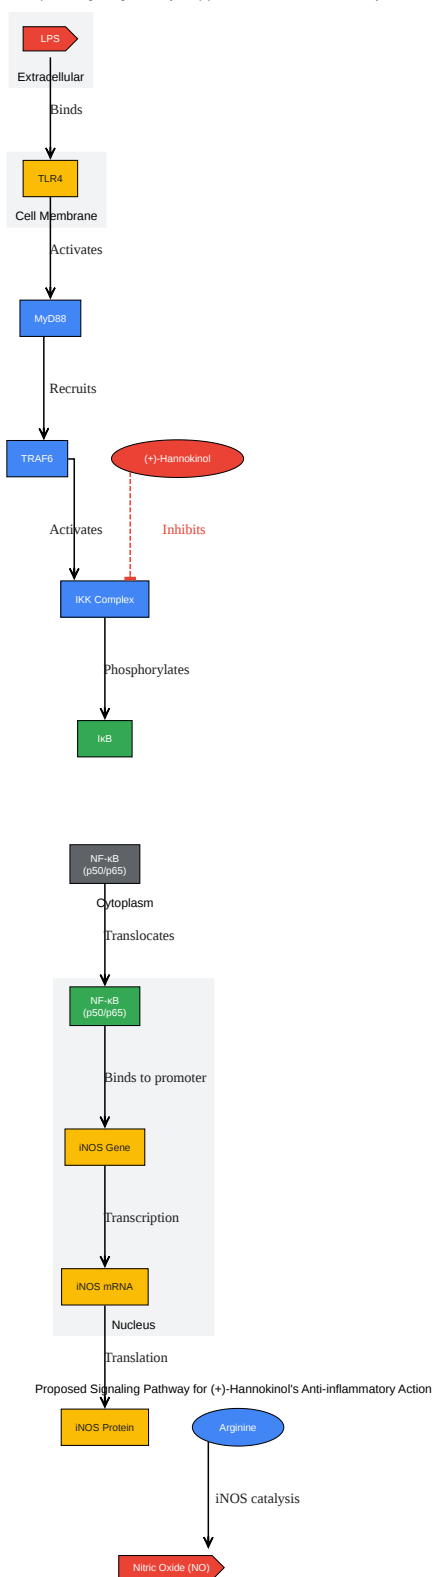 LPS
Extracellular
Binds
TLR4
Cell Membrane
Activates
MyD88
Recruits
TRAF6
(+)-Hannokinol
Activates
Inhibits
IKK Complex
Phosphorylates
IκB
NF-κB
(p50/p65)
Cytoplasm
Translocates
NF-κB
(p50/p65)
Binds to promoter
iNOS Gene
Transcription
iNOS mRNA
Nucleus
Translation
Proposed Signaling Pathway for (+)-Hannokinol's Anti-inflammatory Action
iNOS Protein
Arginine
iNOS catalysis
Nitric Oxide (NO)